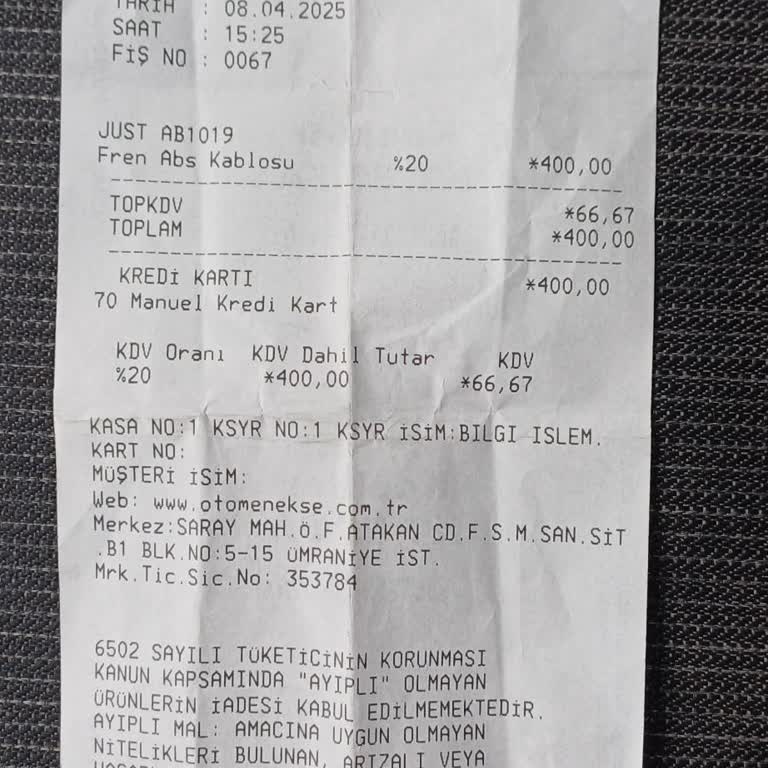 TARİH : 08.04.2025
SAAT : 15:25
FİŞ NO : 0067
JUST AB1019
Fren Abs Kablosu %20 *400,00
TOPKDV *66,67
TOPLAM *400,00
KREDİ KARTI *400,00
70 Manuel Kredi Kart
KDV Oranı KDV Dahil Tutar KDV
%20 *400,00 *66,67
KASA NO:1 KSYR NO:1 KSYR İSİM:BILGI ISLEM.
KART NO:
MÜŞTERİ İSİM:
Web: www.otomenekse.com.tr
Merkez:SARAY MAH.Ö.F.ATAKAN CD.F.S.M.SAN.SİT
.B1 BLK.NO:5-15 ÜMRANİYE İST.
Mrk.Tic.Sic.No: 353784
6502 SAYILI TÜKETİCİNİN KORUNMASI
KANUN KAPSAMINDA "AYIPLI" OLMAYAN
ÜRÜNLERİN İADESİ KABUL EDİLMEMEKTEDİR.
AYIPLI MAL: AMACINA UYGUN OLMAYAN
NİTELİKLERİ BULUNAN, ARIZALI VEYA